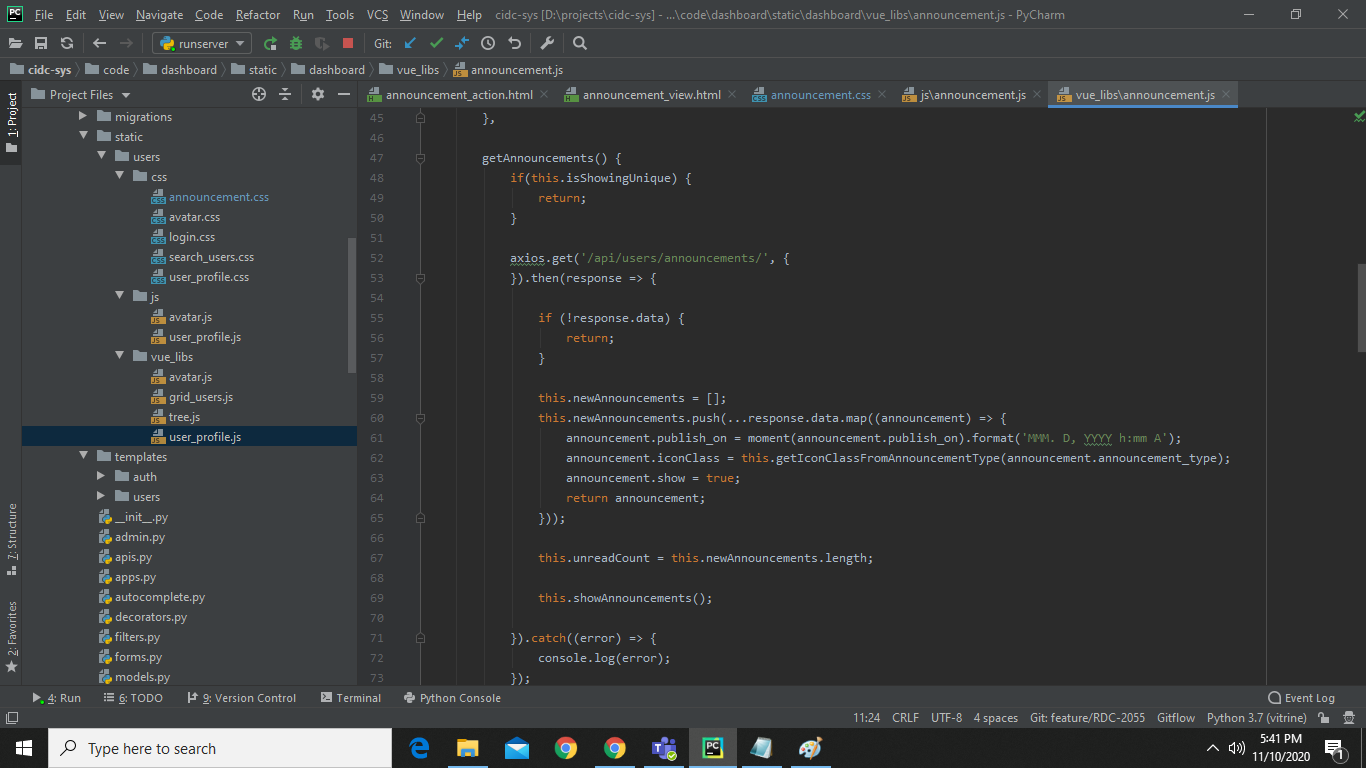 PC File Edit View Navigate Code Refactor Run Tools VCS Window Help cidc-sys [D:\projects\cidc-sys] - ...\code\dashboard\static\dashboard\vue_libs\announcement.js - PyCharm
runserver Git:
cidc-sys code dashboard static dashboard vue_libs announcement.js
1: Project
Project Files
migrations
static
users
css
announcement.css
avatar.css
login.css
search_users.css
user_profile.css
js
avatar.js
user_profile.js
vue_libs
avatar.js
grid_users.js
tree.js
user_profile.js
templates
auth
users
__init__.py
admin.py
apis.py
apps.py
autocomplete.py
decorators.py
filters.py
forms.py
models.py
7: Structure
2: Favorites
announcement_action.html announcement_view.html announcement.css js\announcement.js vue_libs\announcement.js
45 },
46
47 getAnnouncements() {
48 if(this.isShowingUnique) {
49 return;
50 }
51
52 axios.get('/api/users/announcements/', {
53 }).then(response => {
54
55 if (!response.data) {
56 return;
57 }
58
59 this.newAnnouncements = [];
60 this.newAnnouncements.push(...response.data.map((announcement) => {
61 announcement.publish_on = moment(announcement.publish_on).format('MMM. D, YYYY h:mm A');
62 announcement.iconClass = this.getIconClassFromAnnouncementType(announcement.announcement_type);
63 announcement.show = true;
64 return announcement;
65 }));
66
67 this.unreadCount = this.newAnnouncements.length;
68
69 this.showAnnouncements();
70
71 }).catch((error) => {
72 console.log(error);
73 });
4: Run 6: TODO 9: Version Control Terminal Python Console Event Log
11:24 CRLF UTF-8 4 spaces Git: feature/RDC-2055 Gitflow Python 3.7 (vitrine)
Type here to search
PC
5:41 PM
11/10/2020
1